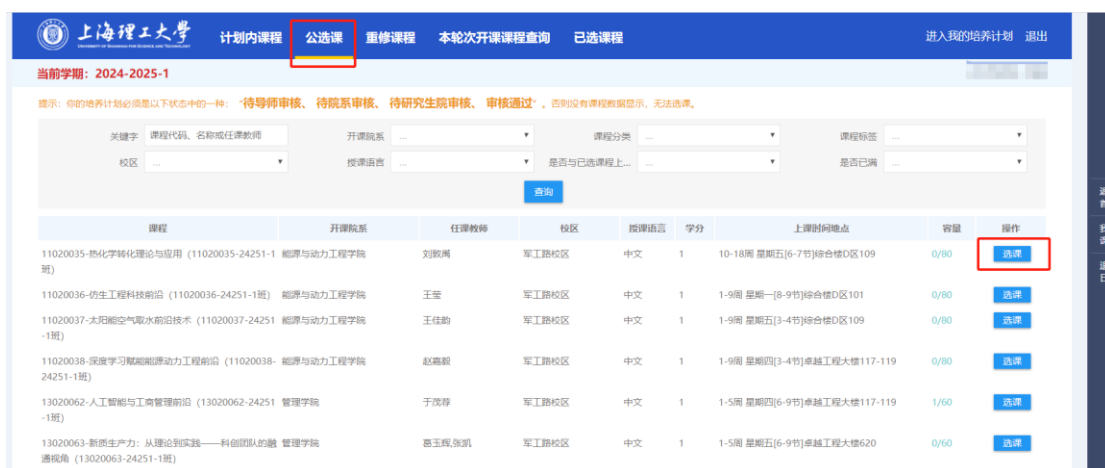 上海理工大学 计划内课程 公选课 重修课程 本轮次开课课程查询 已选课程 进入我的培养计划 退出
UNIVERSITY OF SHANGHAI FOR SCIENCE AND TECHNOLOGY
当前学期：2024-2025-1
提示：你的培养计划必须是以下状态中的一种： "待导师审核、 待院系审核、 待研究生院审核、 审核通过"，否则没有课程数据显示，无法选课。
关键字 课程代码、名称或任课教师 开课院系 ... 课程分类 ... 课程标签 ...
校区 ... 授课语言 ... 是否与已选课程上... ... 是否已满 ...
查询
课程 开课院系 任课教师 校区 授课语言 学分 上课时间地点 容量 操作
11020035-热化学转化理论与应用 (11020035-24251-1 能源与动力工程学院 刘敦禹 军工路校区 中文 1 10-18周 星期五[6-7节]综合楼D区109 0/80 选课
班)
11020036-仿生工程科技前沿 (11020036-24251-1班) 能源与动力工程学院 王莹 军工路校区 中文 1 1-9周 星期一[8-9节]综合楼D区101 0/80 选课
11020037-太阳能空气取水前沿技术 (11020037-24251 能源与动力工程学院 王佳韵 军工路校区 中文 1 1-9周 星期五[3-4节]综合楼D区109 0/80 选课
-1班)
11020038-深度学习赋能能源动力工程前沿 (11020038- 能源与动力工程学院 赵嘉毅 军工路校区 中文 1 1-9周 星期四[3-4节]卓越工程大楼117-119 0/80 选课
24251-1班)
13020062-人工智能与工商管理前沿 (13020062-24251 管理学院 于茂荐 军工路校区 中文 1 1-5周 星期四[6-9节]卓越工程大楼117-119 1/60 选课
-1班)
13020063-新质生产力：从理论到实践——科创团队的融 管理学院 葛玉辉,张凯 军工路校区 中文 1 1-5周 星期五[6-9节]卓越工程大楼620 0/60 选课
通视角 (13020063-24251-1班)